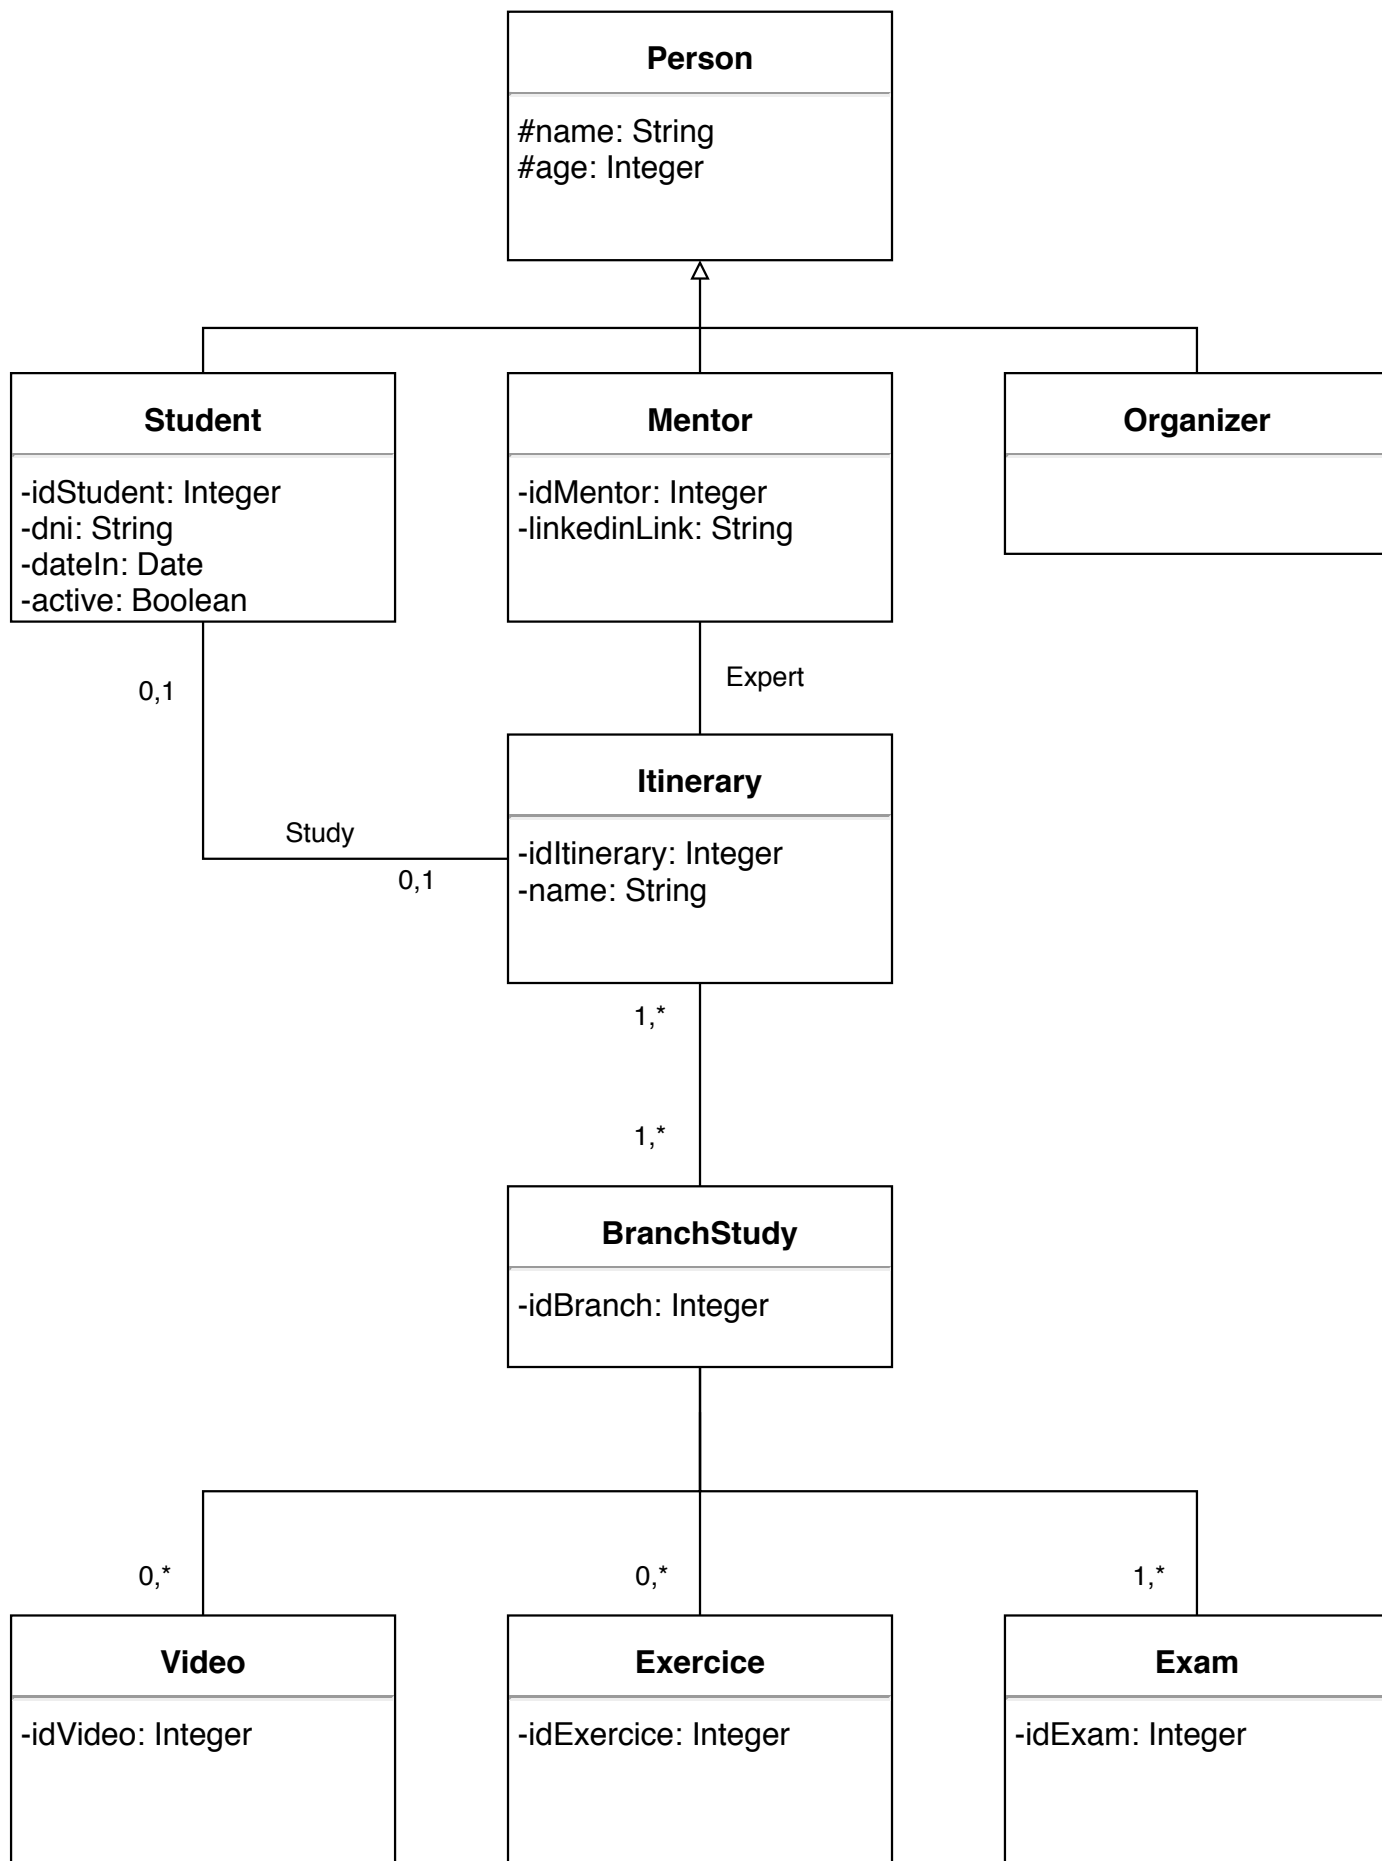 Person
#name: String
#age: Integer
Student
-idStudent: Integer
-dni: String
-dateIn: Date
-active: Boolean
Mentor
-idMentor: Integer
-linkedinLink: String
Organizer
0,1
Expert
Study
0,1
Itinerary
-idItinerary: Integer
-name: String
1,*
1,*
BranchStudy
-idBranch: Integer
0,*
0,*
1,*
Video
-idVideo: Integer
Exercice
-idExercice: Integer
Exam
-idExam: Integer